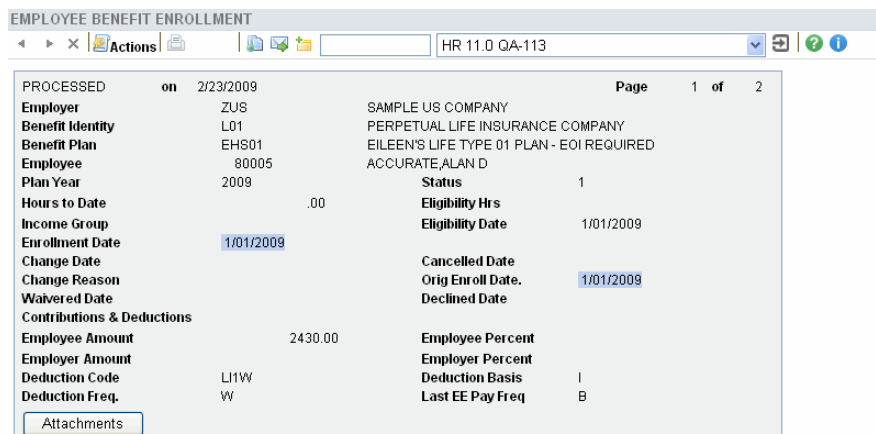 EMPLOYEE BENEFIT ENROLLMENT
Actions HR 11.0 QA-113
PROCESSED on 2/23/2009 Page 1 of 2
Employer ZUS SAMPLE US COMPANY
Benefit Identity L01 PERPETUAL LIFE INSURANCE COMPANY
Benefit Plan EHS01 EILEEN'S LIFE TYPE 01 PLAN - EOI REQUIRED
Employee 80005 ACCURATE,ALAN D
Plan Year 2009 Status 1
Hours to Date .00 Eligibility Hrs
Income Group Eligibility Date 1/01/2009
Enrollment Date 1/01/2009
Change Date Cancelled Date
Change Reason Orig Enroll Date. 1/01/2009
Waivered Date Declined Date
Contributions & Deductions
Employee Amount 2430.00 Employee Percent
Employer Amount Employer Percent
Deduction Code LI1W Deduction Basis I
Deduction Freq. W Last EE Pay Freq B
Attachments